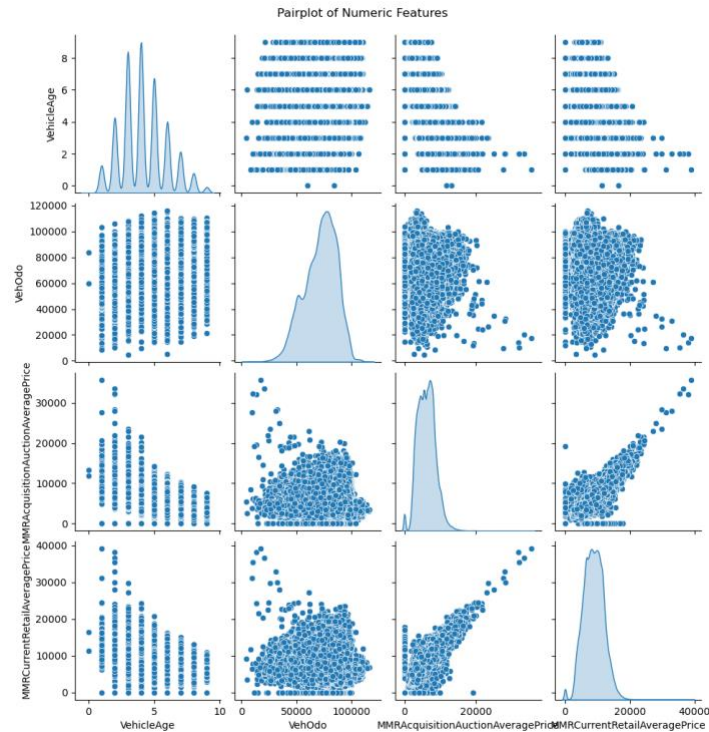 Pairplot of Numeric Features
VehicleAge
8
6
4
2
0
VehOdo
120000
100000
80000
60000
40000
20000
0
MMRAcquisitionAuctionAveragePrice
30000
20000
10000
0
MMRCurrentRetailAveragePrice
40000
30000
20000
10000
0
0 5 10
0 50000 100000
0 20000
0 20000 40000
VehicleAge
VehOdo
MMRAcquisitionAuctionAveragePrice
MMRCurrentRetailAveragePrice